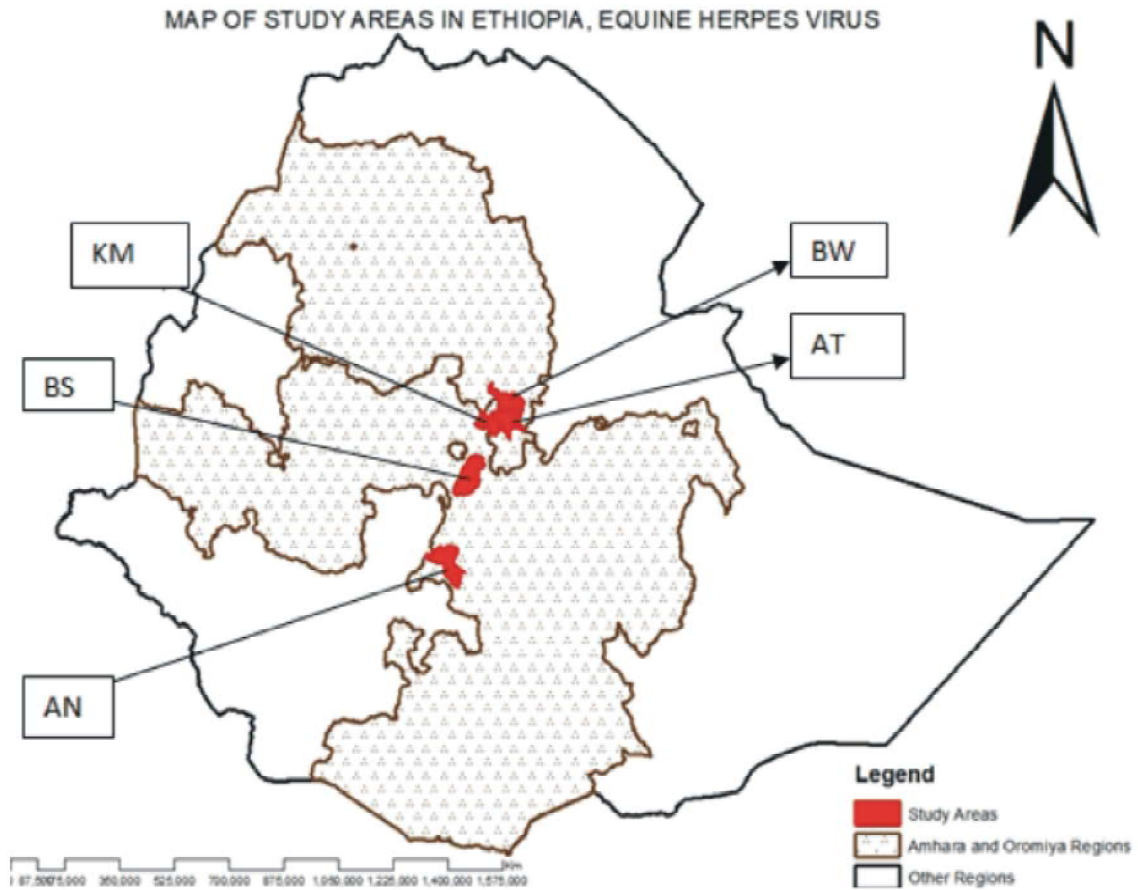 MAP OF STUDY AREAS IN ETHIOPIA, EQUINE HERPES VIRUS
N
KM
BW
AT
BS
AN
Legend
Study Areas
Amhara and Oromiya Regions
Other Regions
350,000 525,000 700,000 875,000 1,050,000 1,225,000 1,400,000 1,575,000